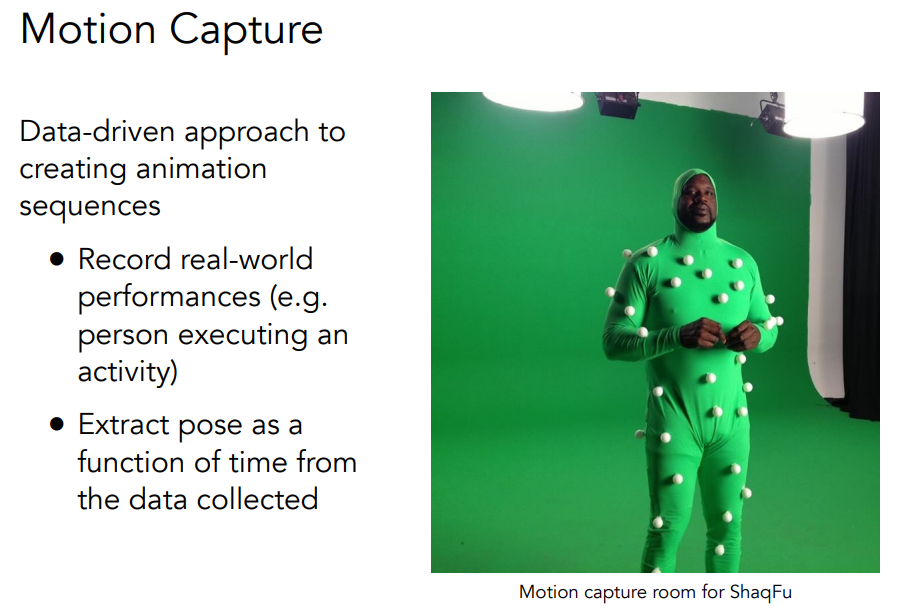 Motion Capture
Data-driven approach to
creating animation
sequences
● Record real-world
performances (e.g.
person executing an
activity)
● Extract pose as a
function of time from
the data collected
Motion capture room for ShaqFu